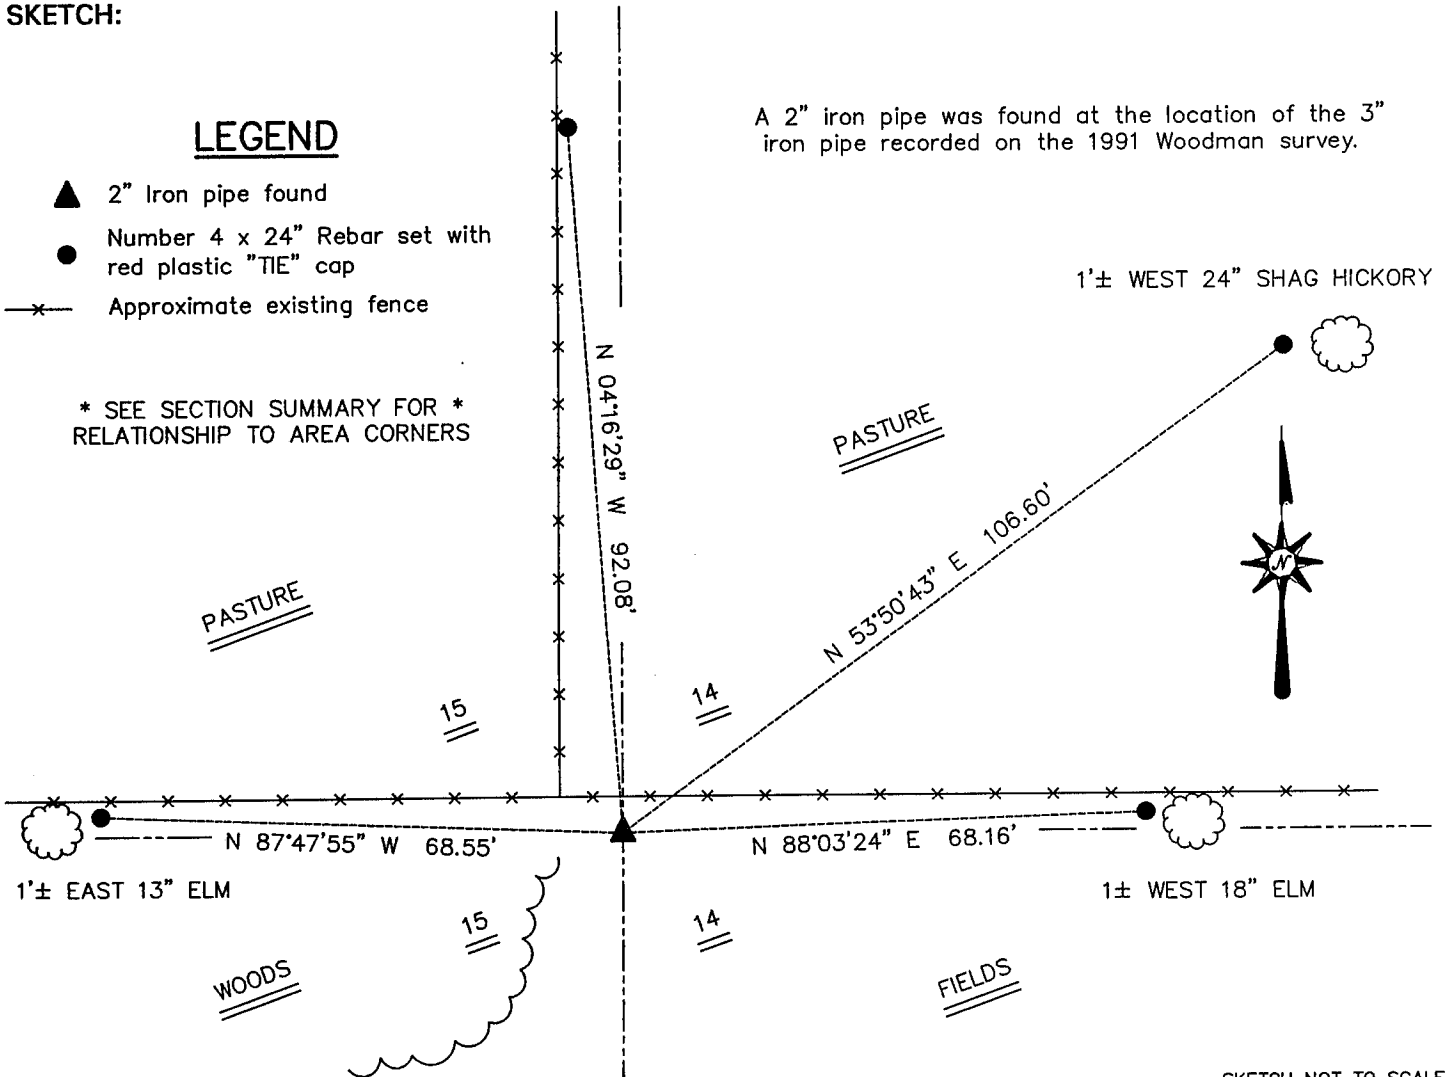 SKETCH:
LEGEND
2" Iron pipe found
Number 4 x 24" Rebar set with
red plastic "TIE" cap
Approximate existing fence
* SEE SECTION SUMMARY FOR *
RELATIONSHIP TO AREA CORNERS
A 2" iron pipe was found at the location of the 3"
iron pipe recorded on the 1991 Woodman survey.
1'± WEST 24" SHAG HICKORY
N 04°16'29" W 92.08'
PASTURE
N 53°50'43" E 106.60'
N
PASTURE
15
14
N 87°47'55" W 68.55'
N 88°03'24" E 68.16'
1'± EAST 13" ELM
1± WEST 18" ELM
15
14
WOODS
FIELDS
SKETCH NOT TO SCALE